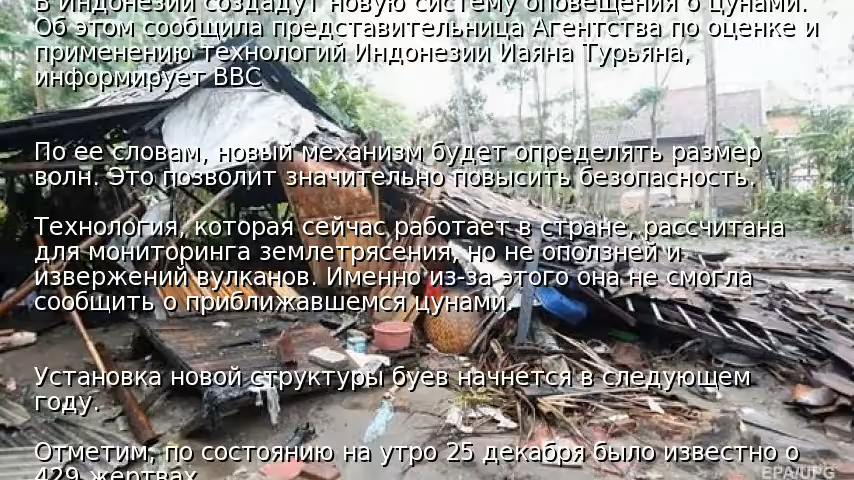 В Индонезии создадут новую систему оповещения о цунами.
Об этом сообщила представительница Агентства по оценке и
применению технологий Индонезии Иаяна Турьяна,
информирует BBC
По ее словам, новый механизм будет определять размер
волн. Это позволит значительно повысить безопасность.
Технология, которая сейчас работает в стране, рассчитана
для мониторинга землетрясения, но не оползней и
извержений вулканов. Именно из-за этого она не смогла
сообщить о приближавшемся цунами.
Установка новой структуры буев начнется в следующем
году.
Отметим, по состоянию на утро 25 декабря было известно о
429 жертвах
EPA/UPG